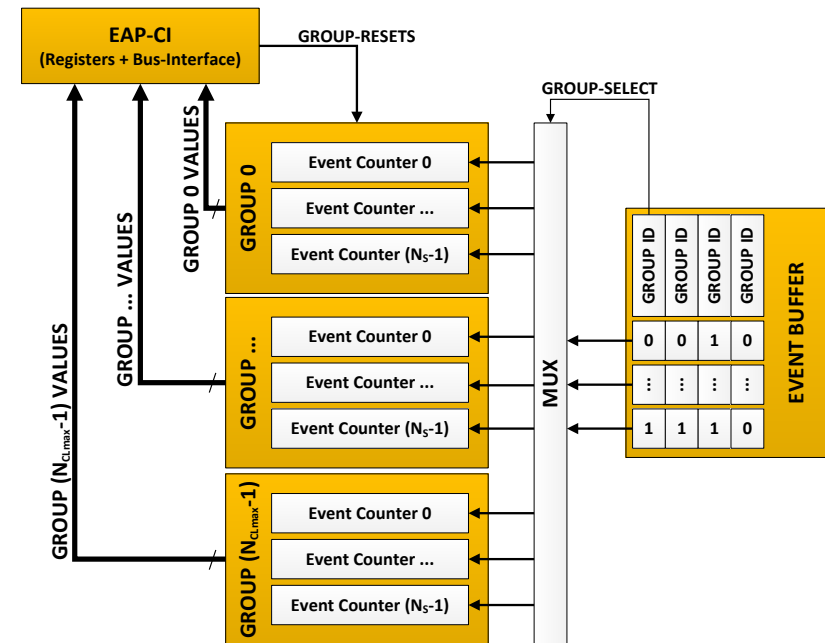 EAP-CI
(Registers + Bus-Interface)
GROUP-RESETS
GROUP-SELECT
GROUP 0 VALUES
GROUP ... VALUES
GROUP (NCLmax-1) VALUES
GROUP 0
Event Counter 0
Event Counter ...
Event Counter (NS-1)
GROUP ...
Event Counter 0
Event Counter ...
Event Counter (NS-1)
GROUP (NCLmax-1)
Event Counter 0
Event Counter ...
Event Counter (NS-1)
MUX
GROUP ID
GROUP ID
GROUP ID
GROUP ID
0 0 1 0
⋮ ⋮ ⋮ ⋮
1 1 1 0
EVENT BUFFER